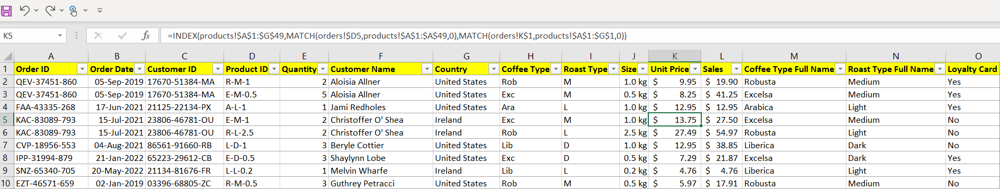 K5 fx =INDEX(products!$A$1:$G$49,MATCH(orders!$D5,products!$A$1:$A$49,0),MATCH(orders!K$1,products!$A$1:$G$1,0))
A B C D E F G H I J K L M N O
1 Order ID Order Date Customer ID Product ID Quantity Customer Name Country Coffee Type Roast Type Size Unit Price Sales Coffee Type Full Name Roast Type Full Name Loyalty Card
2 QEV-37451-860 05-Sep-2019 17670-51384-MA R-M-1 2 Aloisia Allner United States Rob M 1.0 kg $ 9.95 $ 19.90 Robusta Medium Yes
3 QEV-37451-860 05-Sep-2019 17670-51384-MA E-M-0.5 5 Aloisia Allner United States Exc M 0.5 kg $ 8.25 $ 41.25 Excelsa Medium Yes
4 FAA-43335-268 17-Jun-2021 21125-22134-PX A-L-1 1 Jami Redholes United States Ara L 1.0 kg $ 12.95 $ 12.95 Arabica Light Yes
5 KAC-83089-793 15-Jul-2021 23806-46781-OU E-M-1 2 Christoffer O' Shea Ireland Exc M 1.0 kg $ 13.75 $ 27.50 Excelsa Medium No
6 KAC-83089-793 15-Jul-2021 23806-46781-OU R-L-2.5 2 Christoffer O' Shea Ireland Rob L 2.5 kg $ 27.49 $ 54.97 Robusta Light No
7 CVP-18956-553 04-Aug-2021 86561-91660-RB L-D-1 3 Beryle Cottier United States Lib D 1.0 kg $ 12.95 $ 38.85 Liberica Dark No
8 IPP-31994-879 21-Jan-2022 65223-29612-CB E-D-0.5 3 Shaylynn Lobe United States Exc D 0.5 kg $ 7.29 $ 21.87 Excelsa Dark Yes
9 SNZ-65340-705 20-May-2022 21134-81676-FR L-L-0.2 1 Melvin Wharfe Ireland Lib L 0.2 kg $ 4.76 $ 4.76 Liberica Light Yes
10 EZT-46571-659 02-Jan-2019 03396-68805-ZC R-M-0.5 3 Guthrey Petracci United States Rob M 0.5 kg $ 5.97 $ 17.91 Robusta Medium No